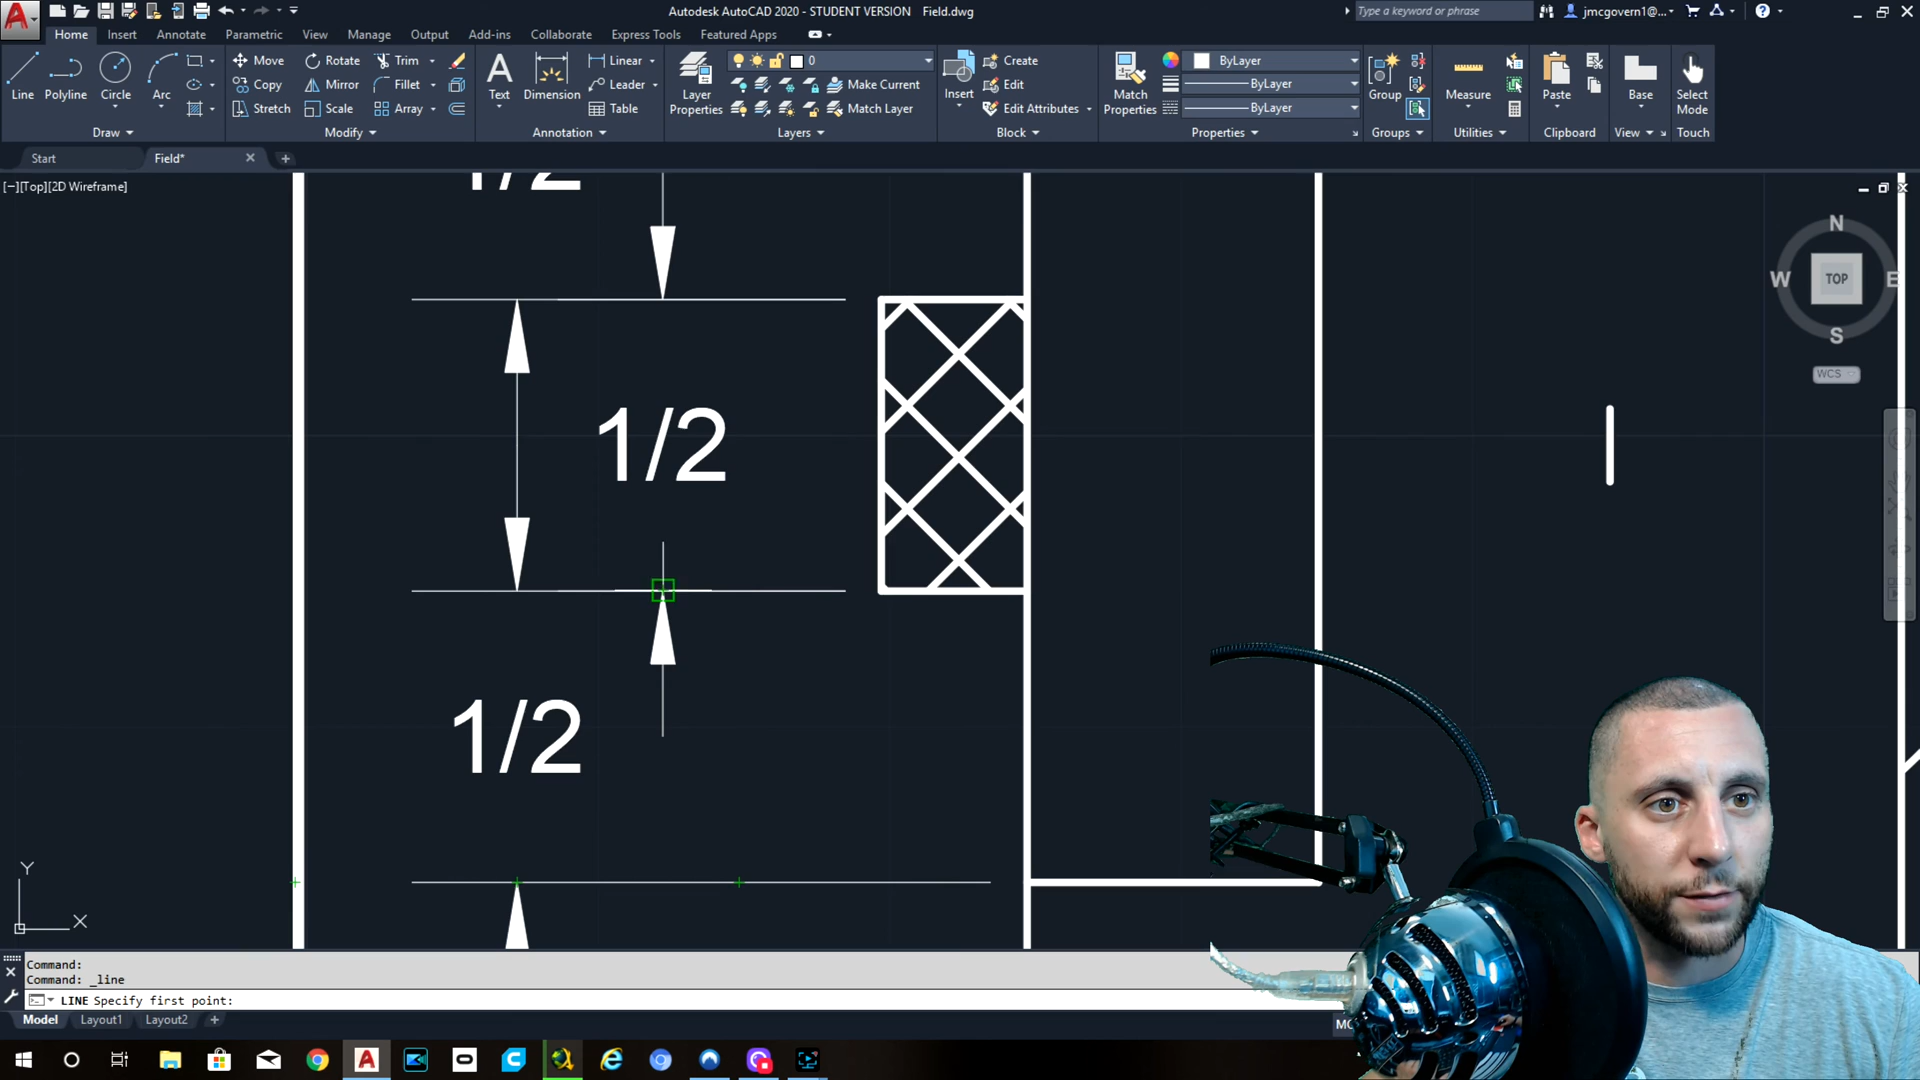 Autodesk AutoCAD 2020 - STUDENT VERSION Field.dwg
Type a keyword or phrase
jmcgovern1@...
Home Insert Annotate Parametric View Manage Output Add-ins Collaborate Express Tools Featured Apps
Line Polyline Circle Arc
Move Rotate Trim
Copy Mirror Fillet
Stretch Scale Array
Text Dimension
Linear
Leader
Table
Layer Properties
0
Make Current
Match Layer
Insert
Create
Edit
Edit Attributes
Match Properties
ByLayer
ByLayer
ByLayer
Group
Measure
Paste
Base
Select Mode
Draw Modify Annotation Layers Block Properties Groups Utilities Clipboard View Touch
Start Field*
[−][Top][2D Wireframe]
1/2
N
W TOP E
S
WCS
1/2
1/2
Y
X
Command:
Command: _line
LINE Specify first point:
Model Layout1 Layout2